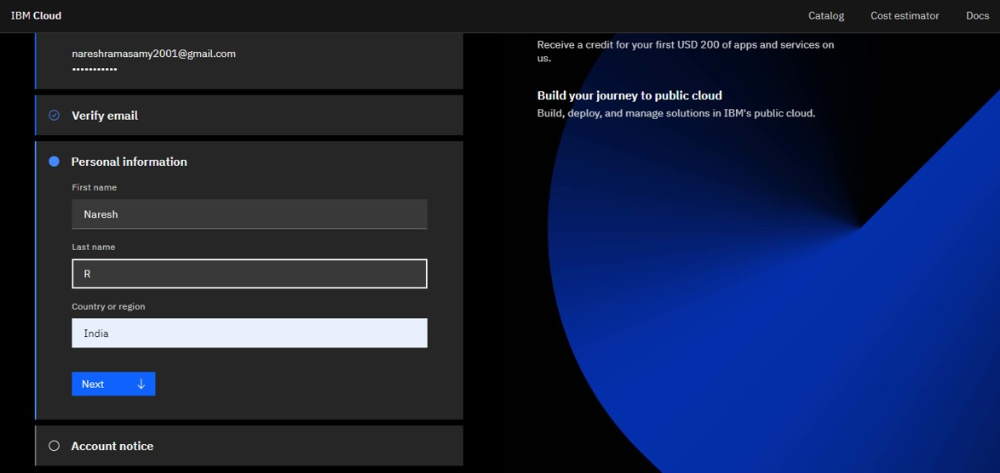 IBM Cloud
Catalog
Cost estimator
Docs
nareshramasamy2001@gmail.com
•••••••••••
Verify email
Personal information
First name
Naresh
Last name
R
Country or region
India
Next
Account notice
Receive a credit for your first USD 200 of apps and services on
us.
Build your journey to public cloud
Build, deploy, and manage solutions in IBM's public cloud.